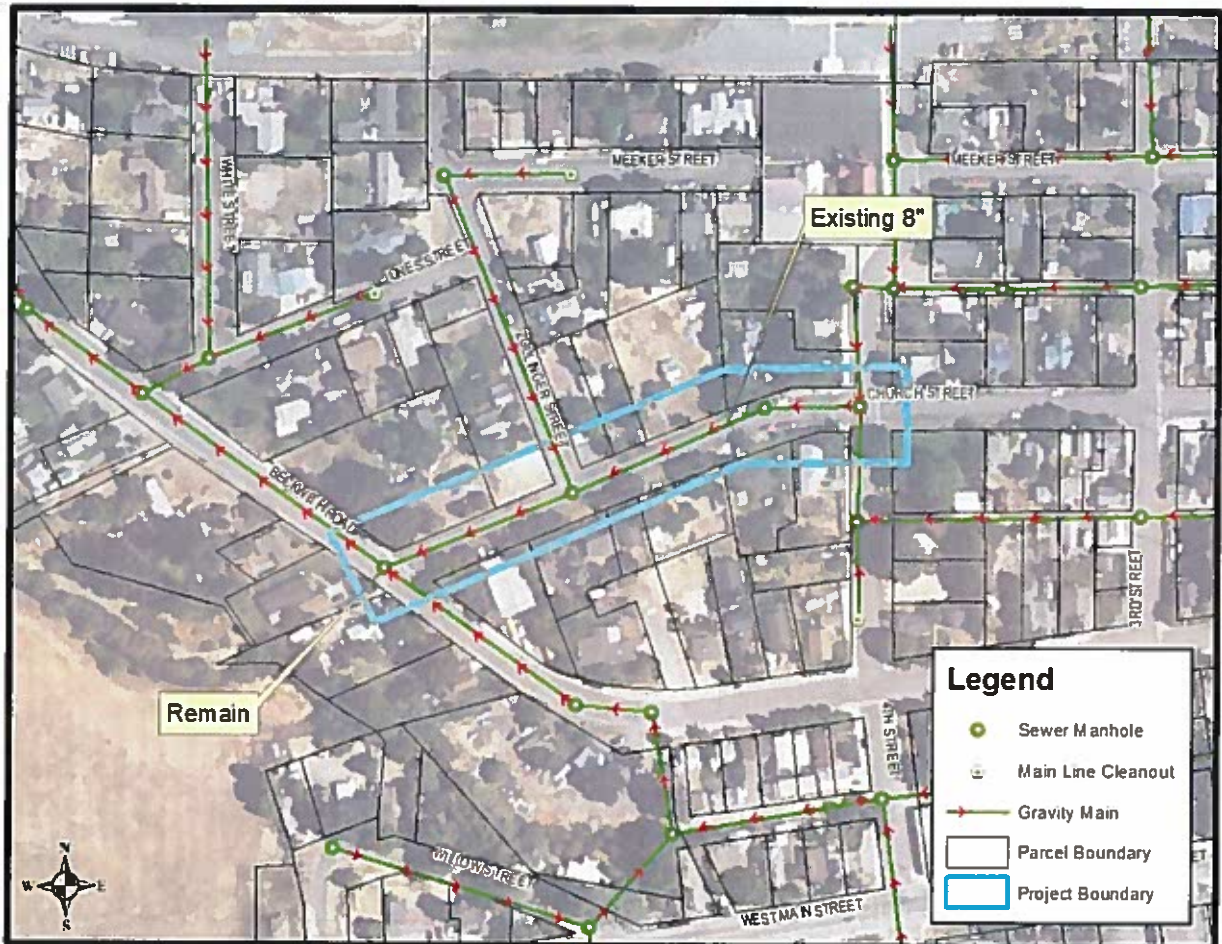 MEEKER STREET
MEEKER STREET
WHITE STREET
Existing 8"
JONES STREET
CHURCH STREET
3RD STREET
Remain
4TH STREET
WILLOW STREET
WEST MAIN STREET
N
W
E
S
Legend
Sewer Manhole
Main Line Cleanout
Gravity Main
Parcel Boundary
Project Boundary
ET